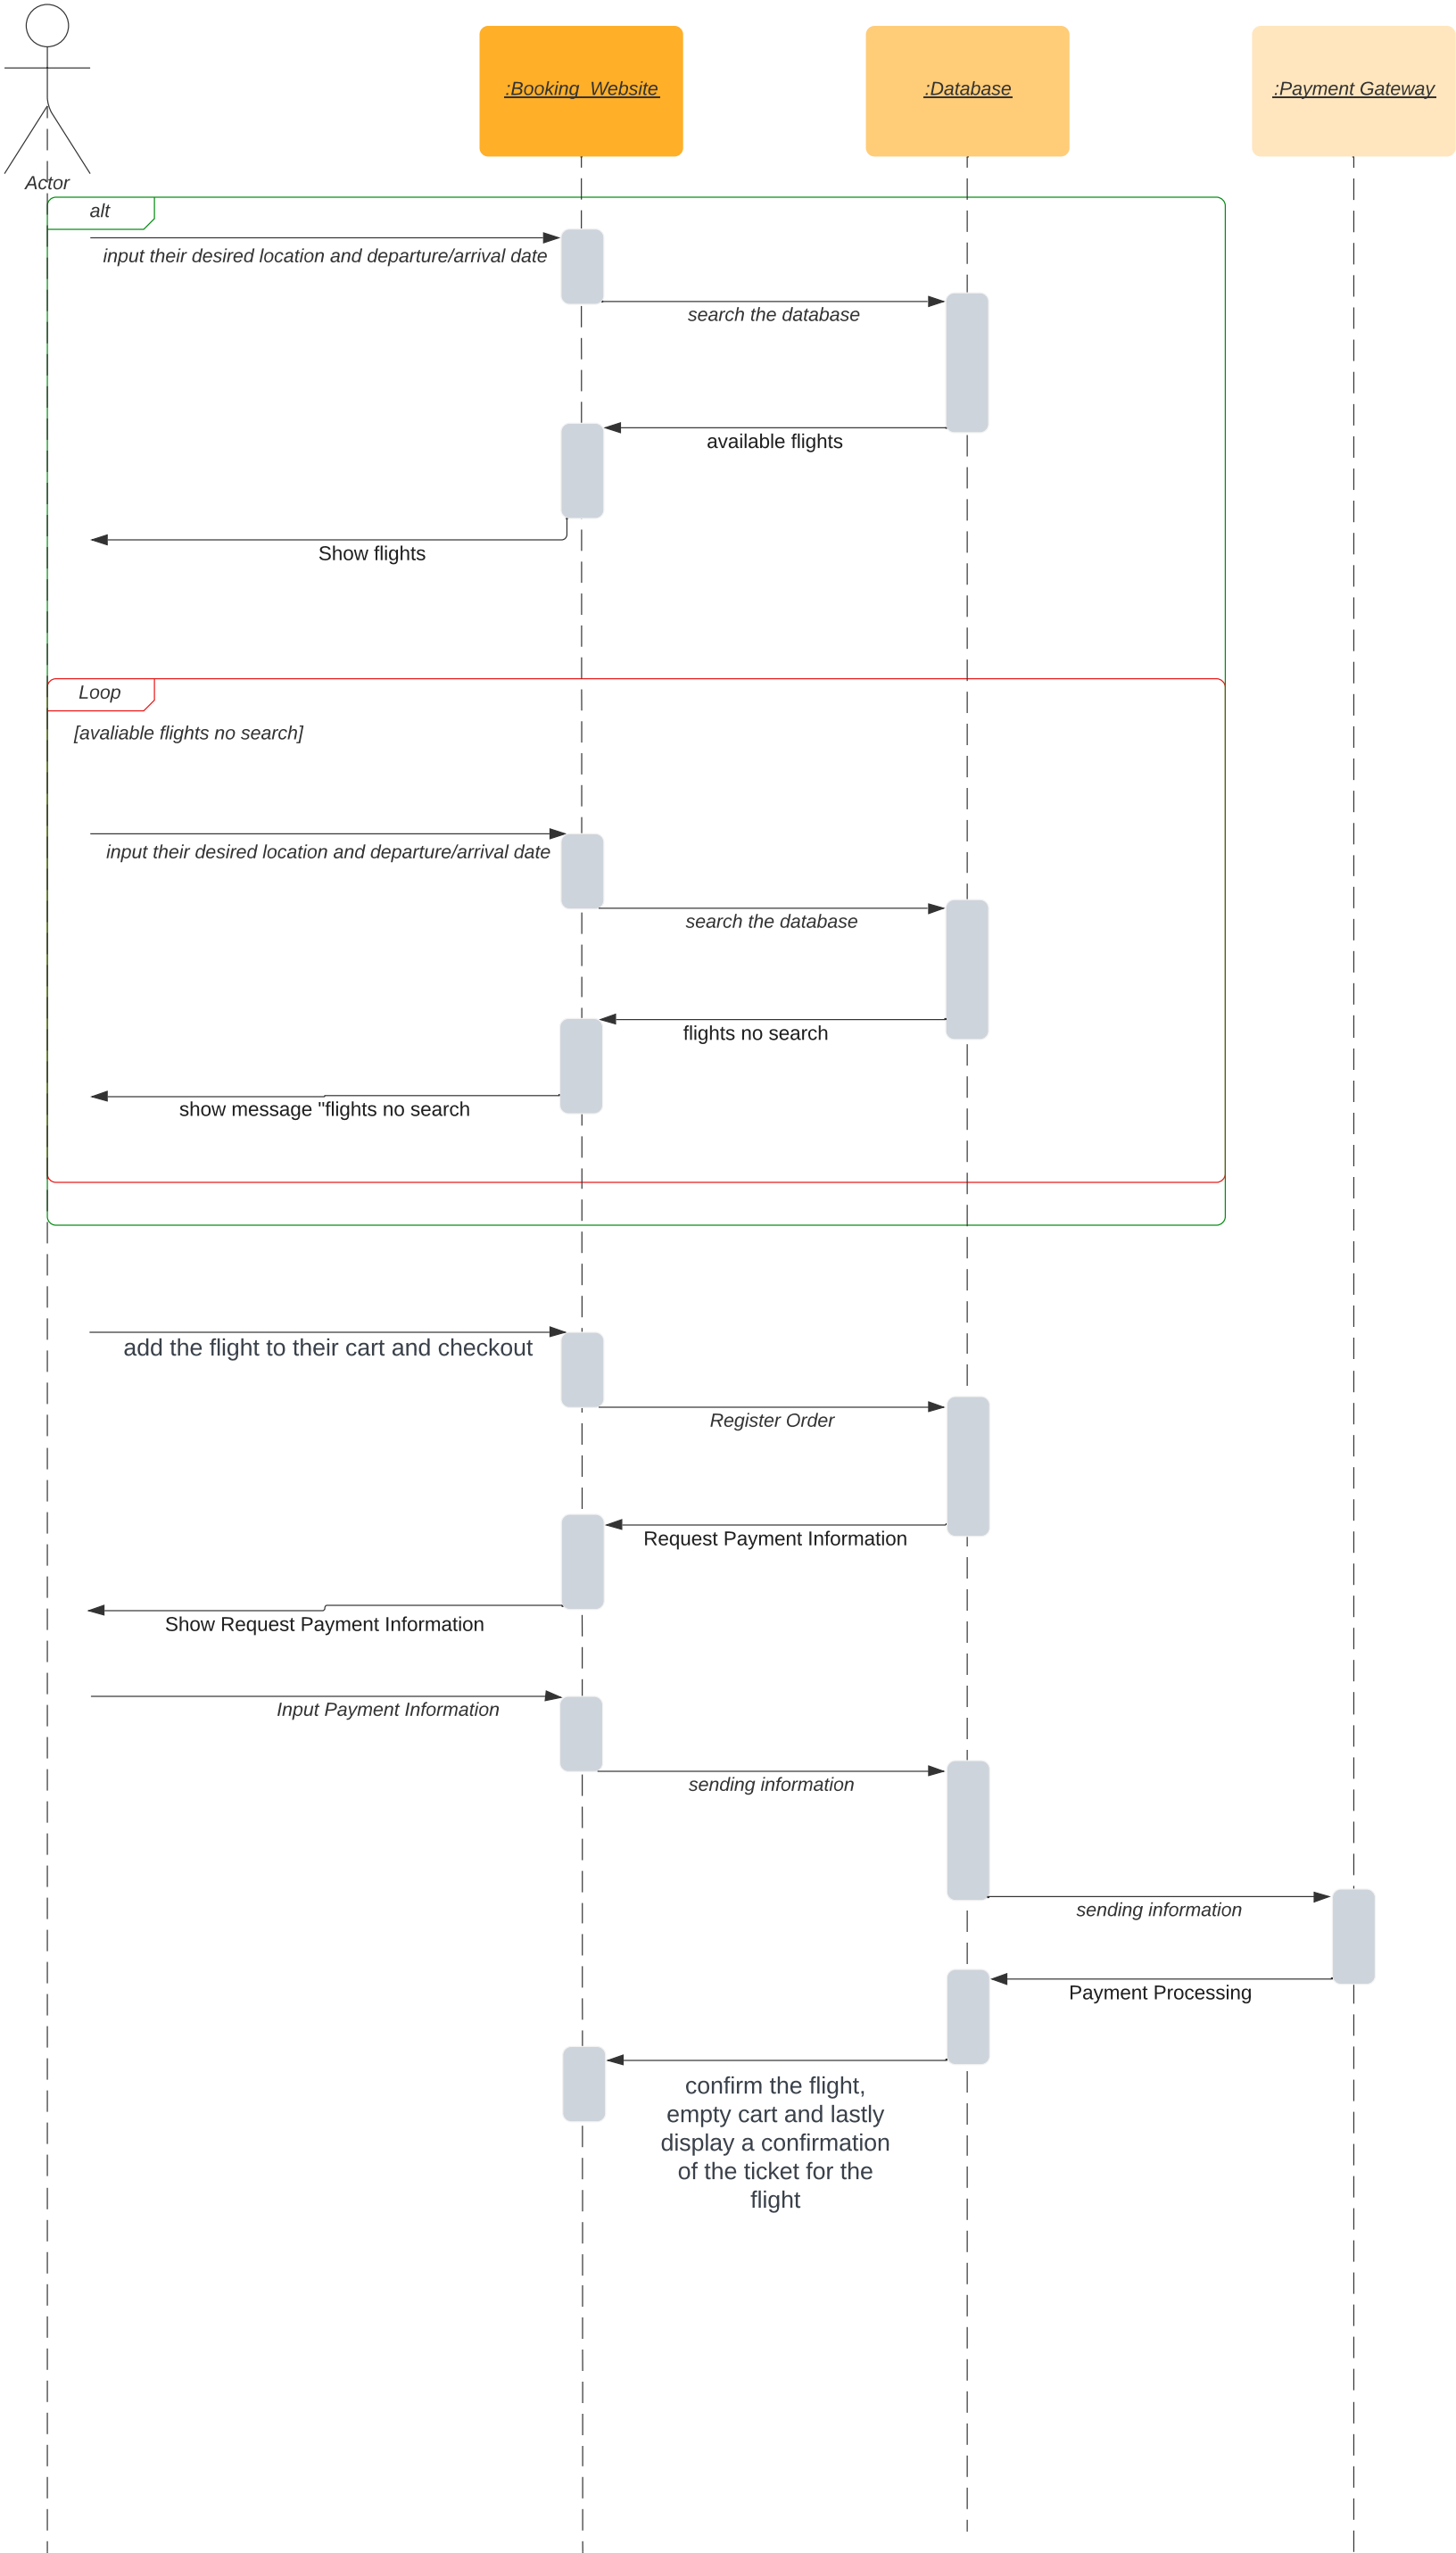 :Booking_Website
:Database
:Payment Gateway
Actor
alt
input their desired location and departure/arrival date
search the database
available flights
Show flights
Loop
[avaliable flights no search]
input their desired location and departure/arrival date
search the database
flights no search
show message "flights no search
add the flight to their cart and checkout
Register Order
Request Payment Information
Show Request Payment Information
Input Payment Information
sending information
sending information
Payment Processing
confirm the flight,
empty cart and lastly
display a confirmation
of the ticket for the
flight